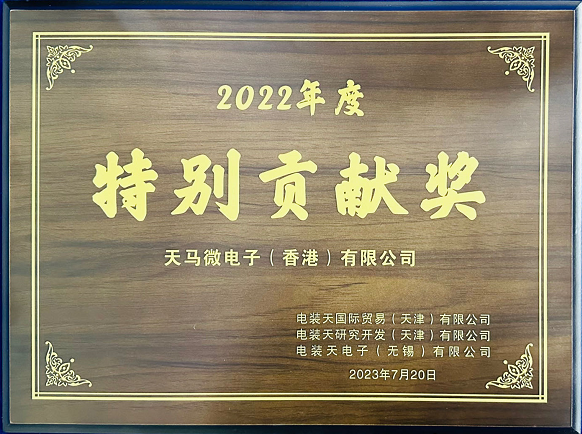 2022年度
特别贡献奖
天马微电子（香港）有限公司
电装天国际贸易（天津）有限公司
电装天研究开发（天津）有限公司
电装天电子（无锡）有限公司
2023年7月20日